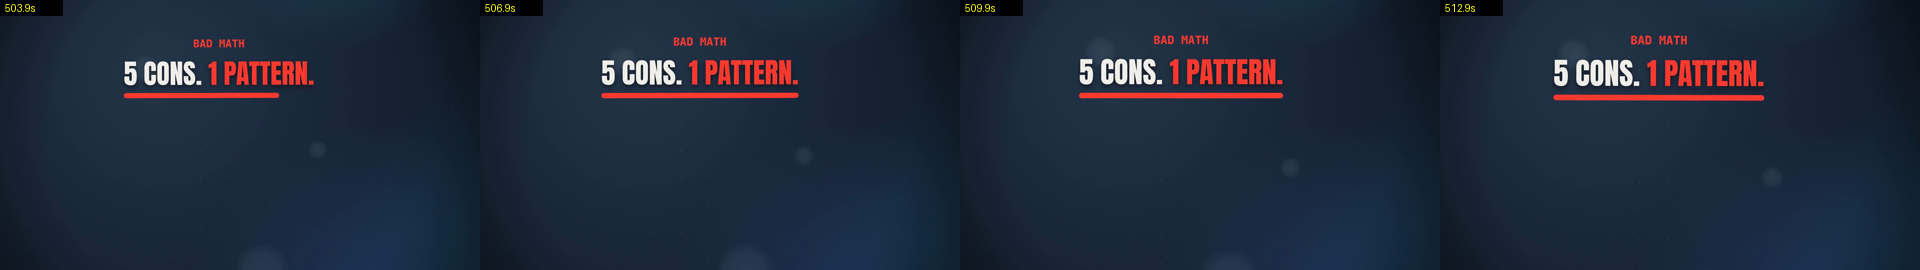 503.9s
BAD MATH
5 CONS. 1 PATTERN.
506.9s
BAD MATH
5 CONS. 1 PATTERN.
509.9s
BAD MATH
5 CONS. 1 PATTERN.
512.9s
BAD MATH
5 CONS. 1 PATTERN.